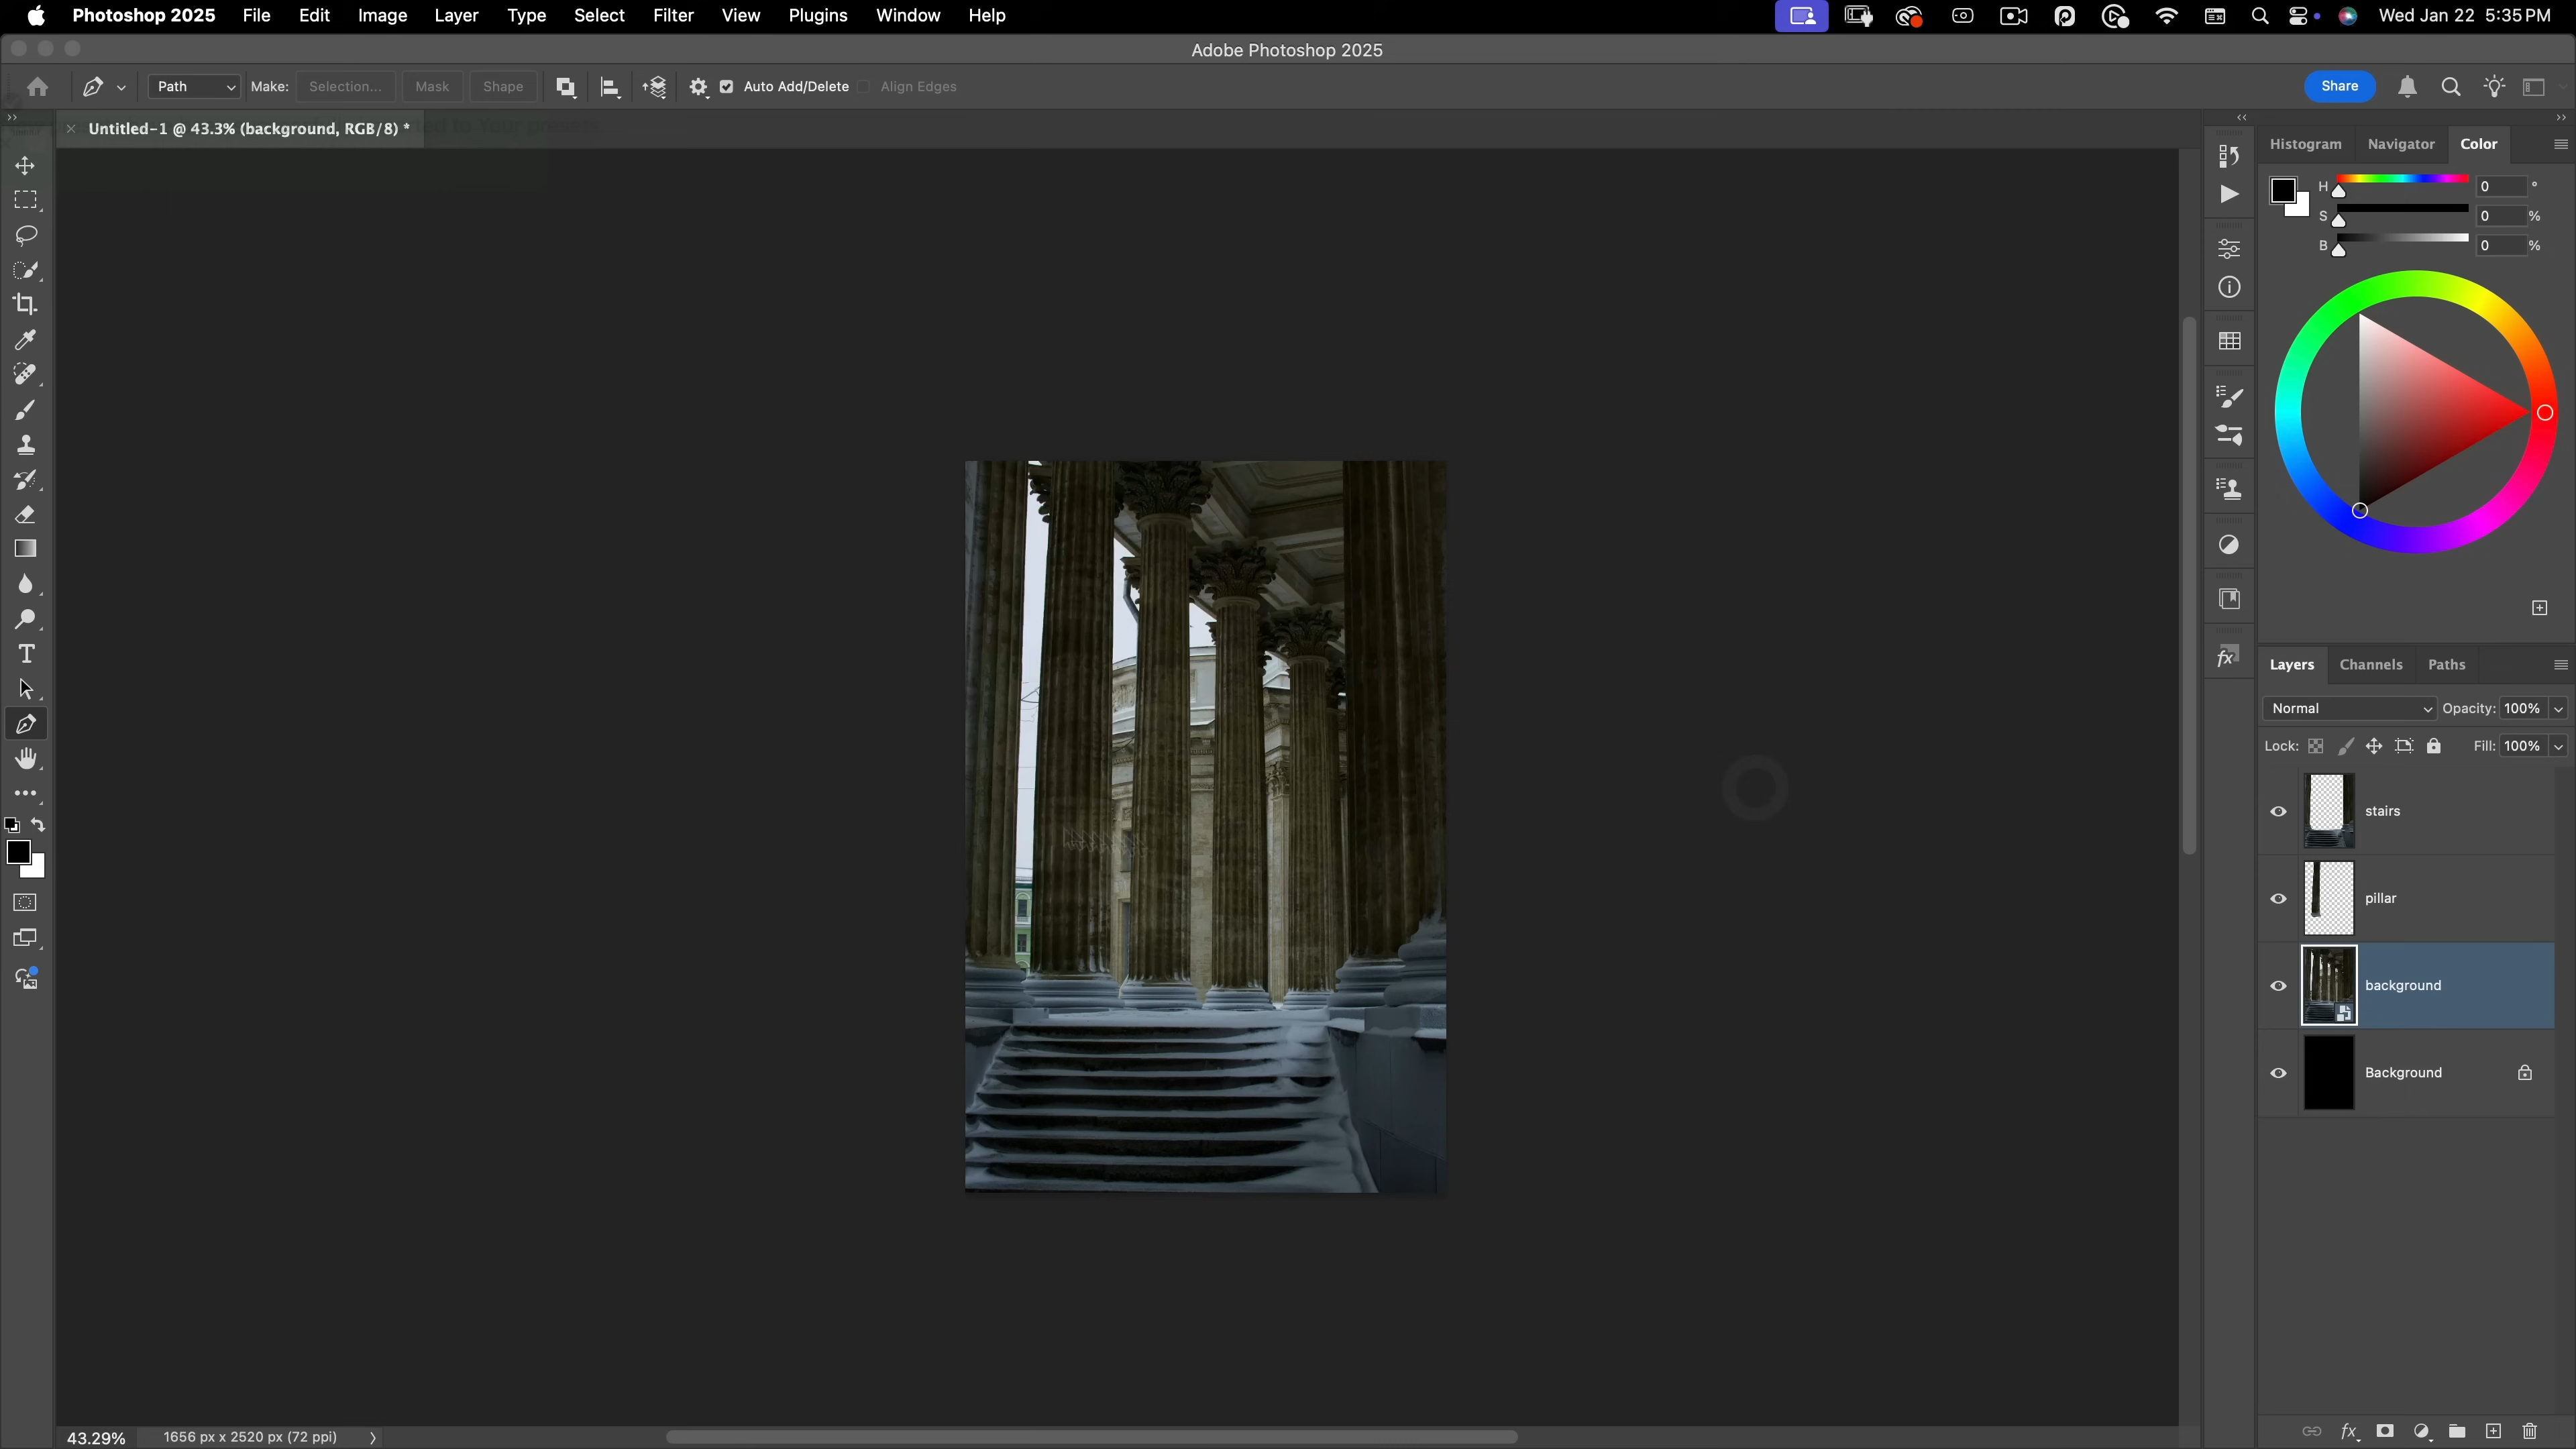 Photoshop 2025 File Edit Image Layer Type Select Filter View Plugins Window Help Wed Jan 22 5:35 PM
Adobe Photoshop 2025
Path Make: Selection... Mask Shape Auto Add/Delete Align Edges Share
Untitled-1 @ 43.3% (background, RGB/8) *
Histogram Navigator Color
H 0 °
S 0 %
B 0 %
Layers Channels Paths
Normal Opacity: 100%
Lock: Fill: 100%
stairs
pillar
background
Background
43.29% 1656 px x 2520 px (72 ppi)